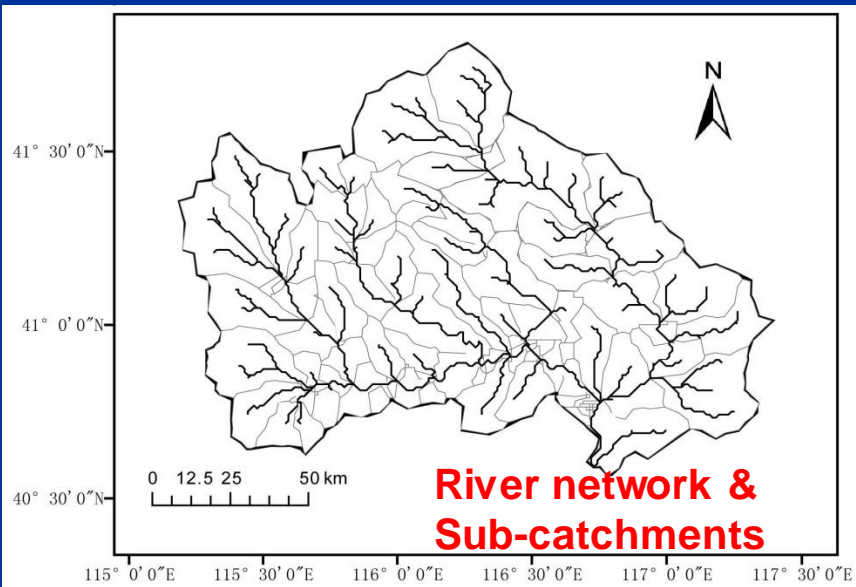 N
41° 30′ 0″N
41° 0′ 0″N
0 12.5 25 50 km
River network &
Sub-catchments
40° 30′ 0″N
115° 0′ 0″E 115° 30′ 0″E 116° 0′ 0″E 116° 30′ 0″E 117° 0′ 0″E 117° 30′ 0″E